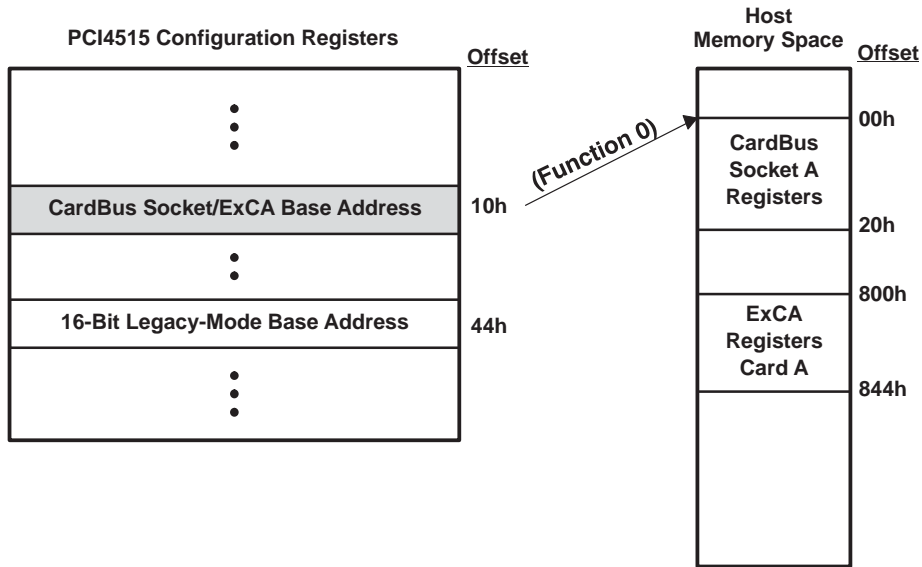 PCI4515 Configuration Registers
Offset
CardBus Socket/ExCA Base Address
10h
16-Bit Legacy-Mode Base Address
44h
(Function 0)
Host
Memory Space
Offset
00h
CardBus
Socket A
Registers
20h
800h
ExCA
Registers
Card A
844h